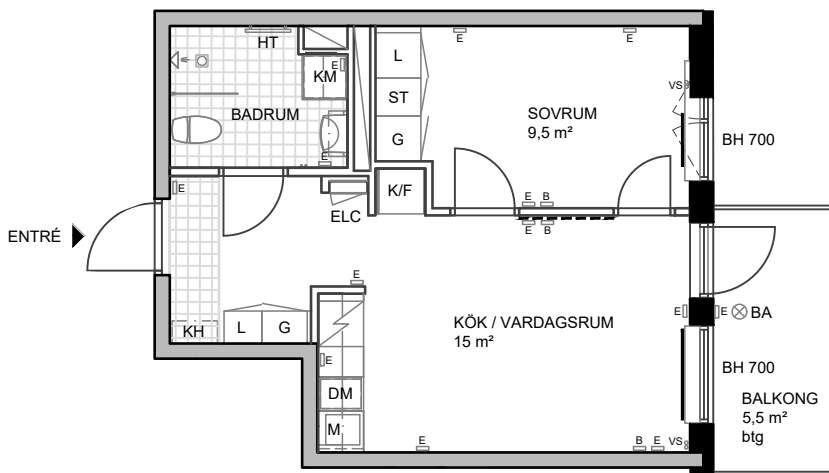 HT
E
E
L
E
KM
VS
ST
SOVRUM
9,5 m²
BADRUM
G
BH 700
E
E
K/F
E B
ELC
E B
ENTRÉ
E
E
E
BA
KÖK / VARDAGSRUM
15 m²
KH
L
G
E
BH 700
DM
BALKONG
5,5 m²
btg
M
E
B E
VS